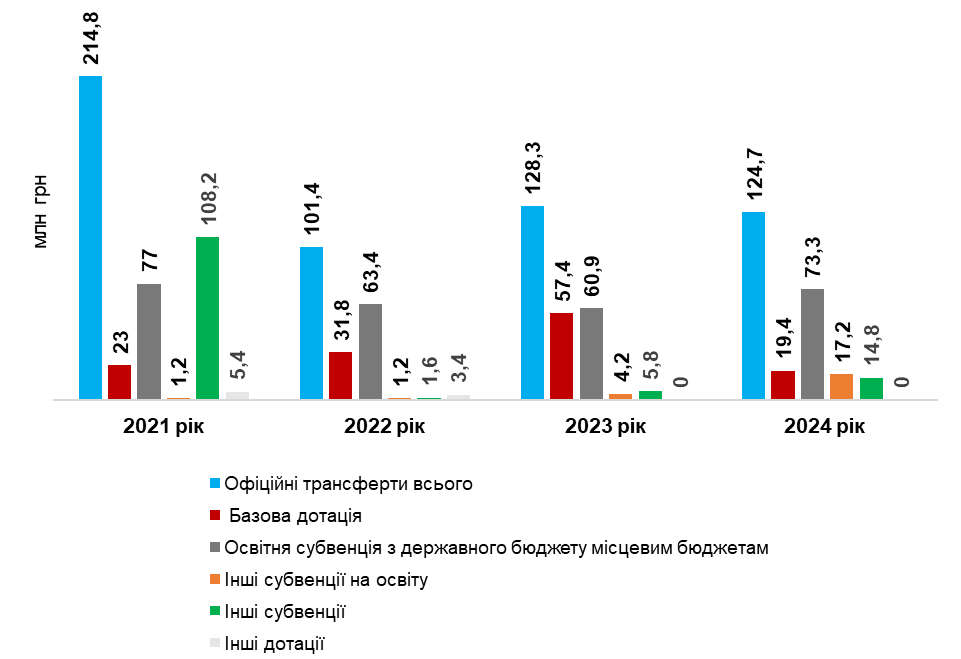 млн грн
214,8
23
77
1,2
108,2
5,4
101,4
31,8
63,4
1,2
1,6
3,4
128,3
57,4
60,9
4,2
5,8
0
124,7
19,4
73,3
17,2
14,8
0
2021 рік
2022 рік
2023 рік
2024 рік
Офіційні трансферти всього
Базова дотація
Освітня субвенція з державного бюджету місцевим бюджетам
Інші субвенції на освіту
Інші субвенції
Інші дотації